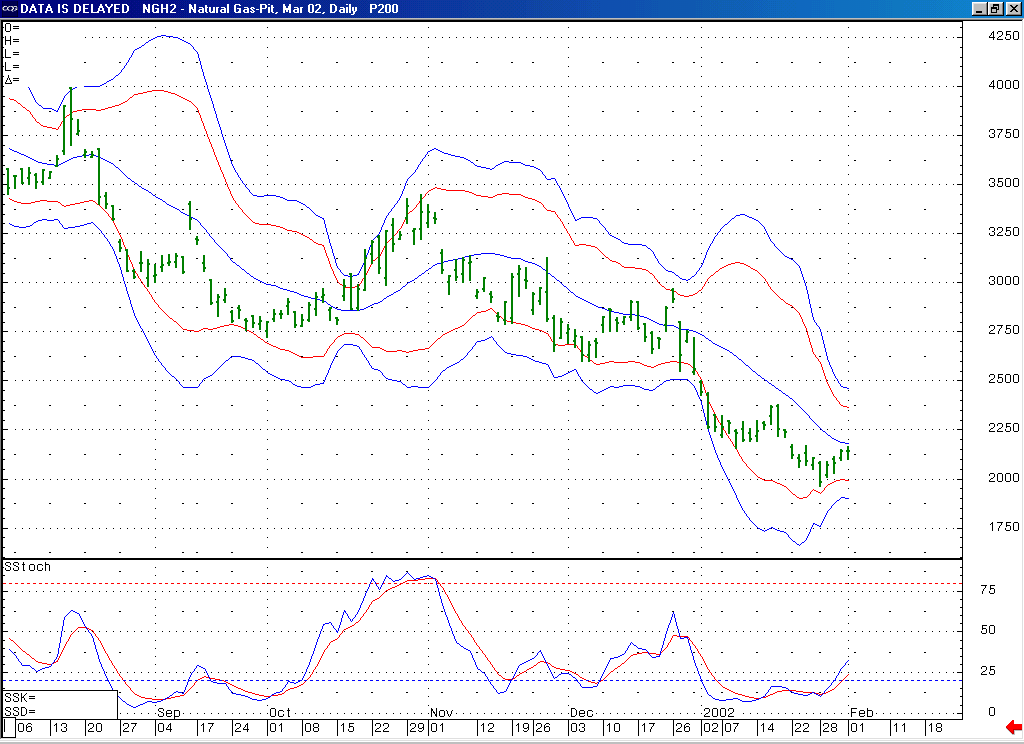 DATA IS DELAYED NGH2 - Natural Gas-Pit, Mar 02, Daily P200
O=
H=
L=
L=
Δ=
4250
4000
3750
3500
3250
3000
2750
2500
2250
2000
1750
SStoch
75
50
25
0
SSK=
SSD=
Sep Oct Nov Dec 2002 Feb
06 13 20 04 17 24 01 08 15 22 01 12 19 26 03 10 17 26 02 07 14 22 28 01 11 18